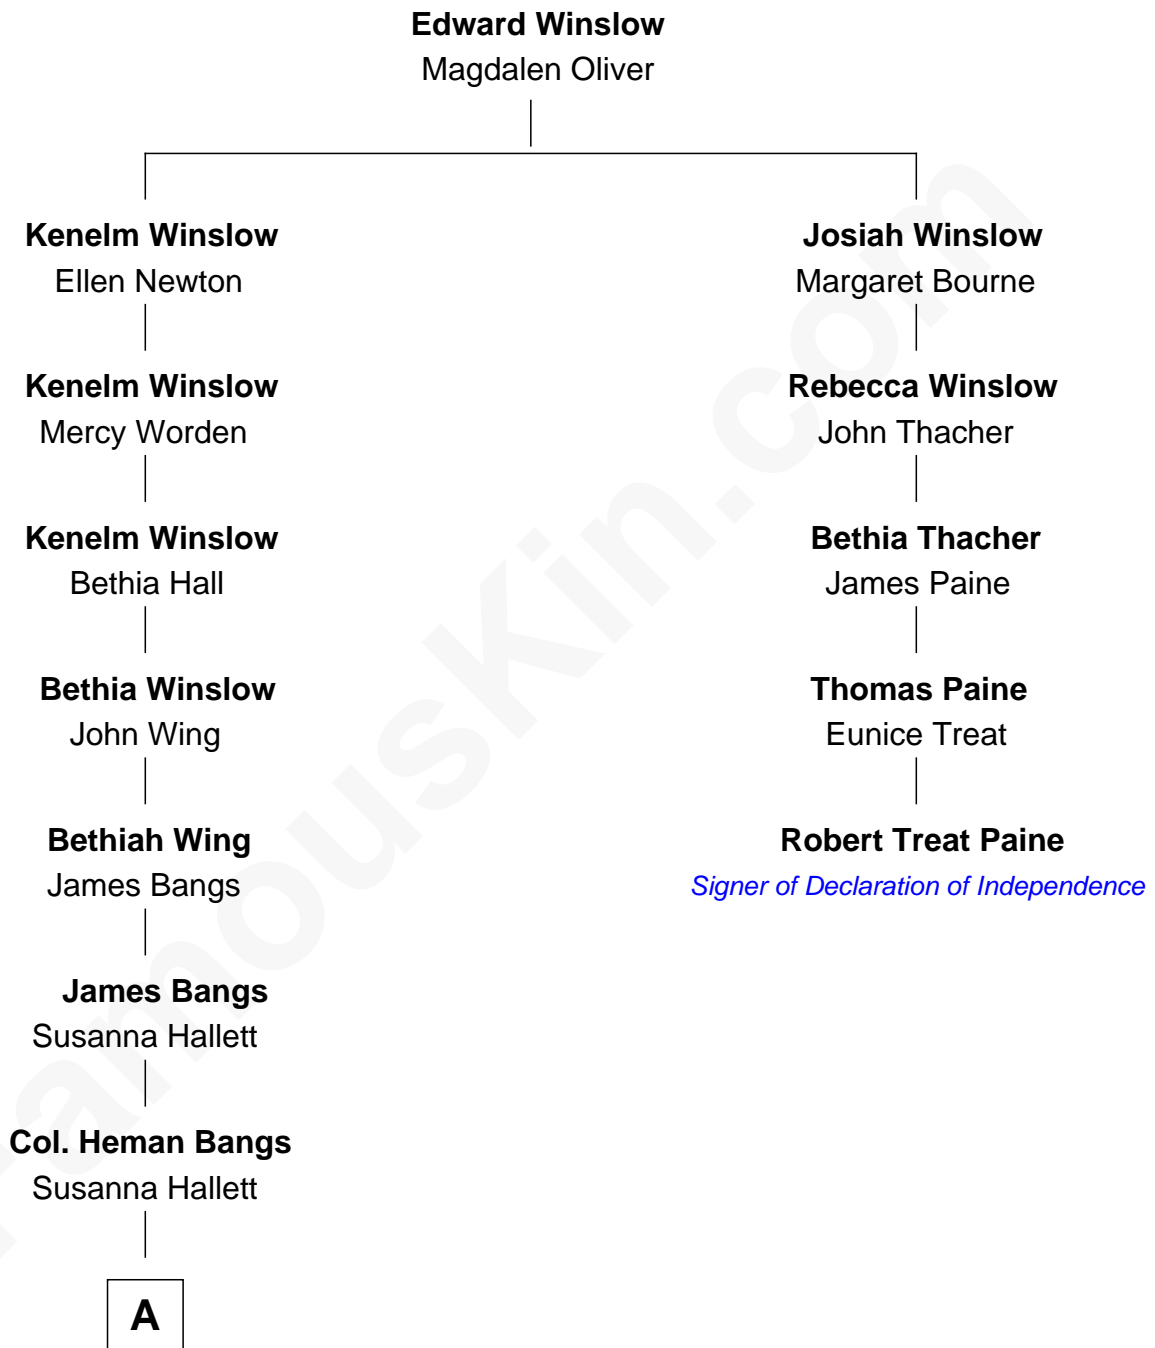 Edward Winslow
Magdalen Oliver
Kenelm Winslow
Ellen Newton
Josiah Winslow
Margaret Bourne
Kenelm Winslow
Mercy Worden
Rebecca Winslow
John Thacher
Kenelm Winslow
Bethia Hall
Bethia Thacher
James Paine
Bethia Winslow
John Wing
Thomas Paine
Eunice Treat
Bethiah Wing
James Bangs
Robert Treat Paine
Signer of Declaration of Independence
James Bangs
Susanna Hallett
Col. Heman Bangs
Susanna Hallett
A
FamousKin.com